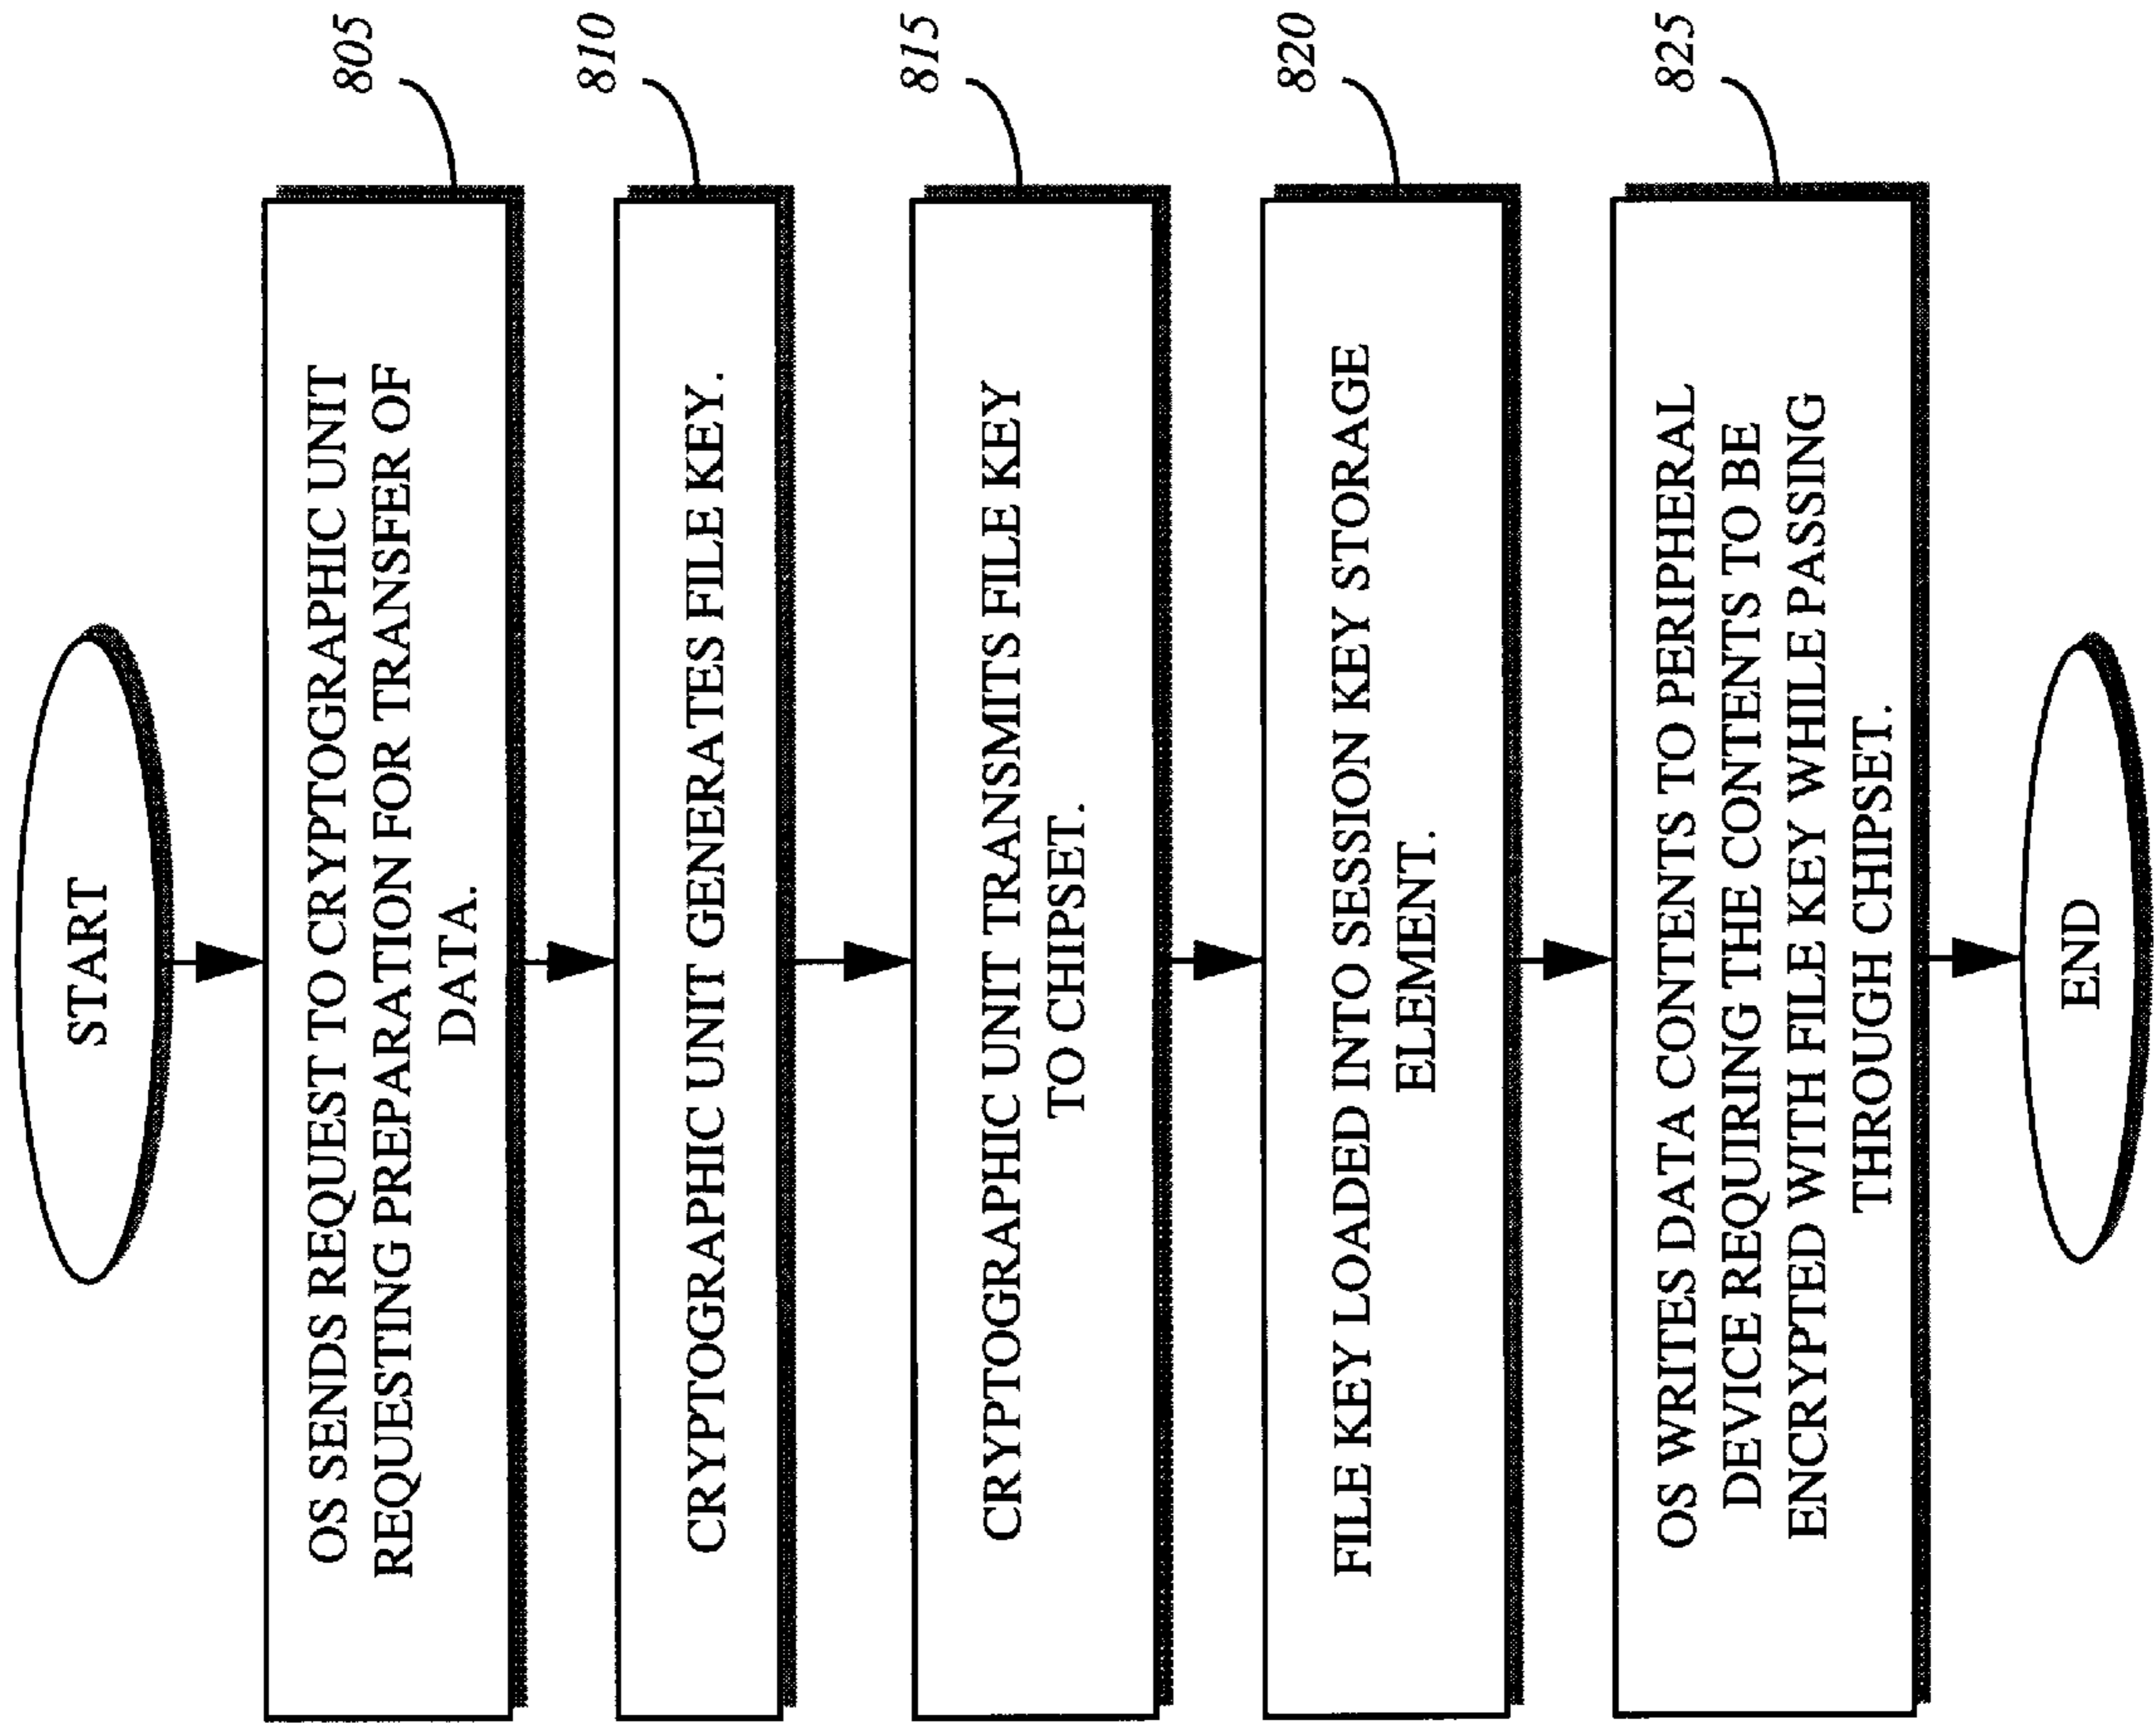 START
805
OS SENDS REQUEST TO CRYPTOGRAPHIC UNIT
REQUESTING PREPARATION FOR TRANSFER OF
DATA.
810
CRYPTOGRAPHIC UNIT GENERATES FILE KEY.
815
CRYPTOGRAPHIC UNIT TRANSMITS FILE KEY
TO CHIPSET.
820
FILE KEY LOADED INTO SESSION KEY STORAGE
ELEMENT.
825
OS WRITES DATA CONTENTS TO PERIPHERAL
DEVICE REQUIRING THE CONTENTS TO BE
ENCRYPTED WITH FILE KEY WHILE PASSING
THROUGH CHIPSET.
END